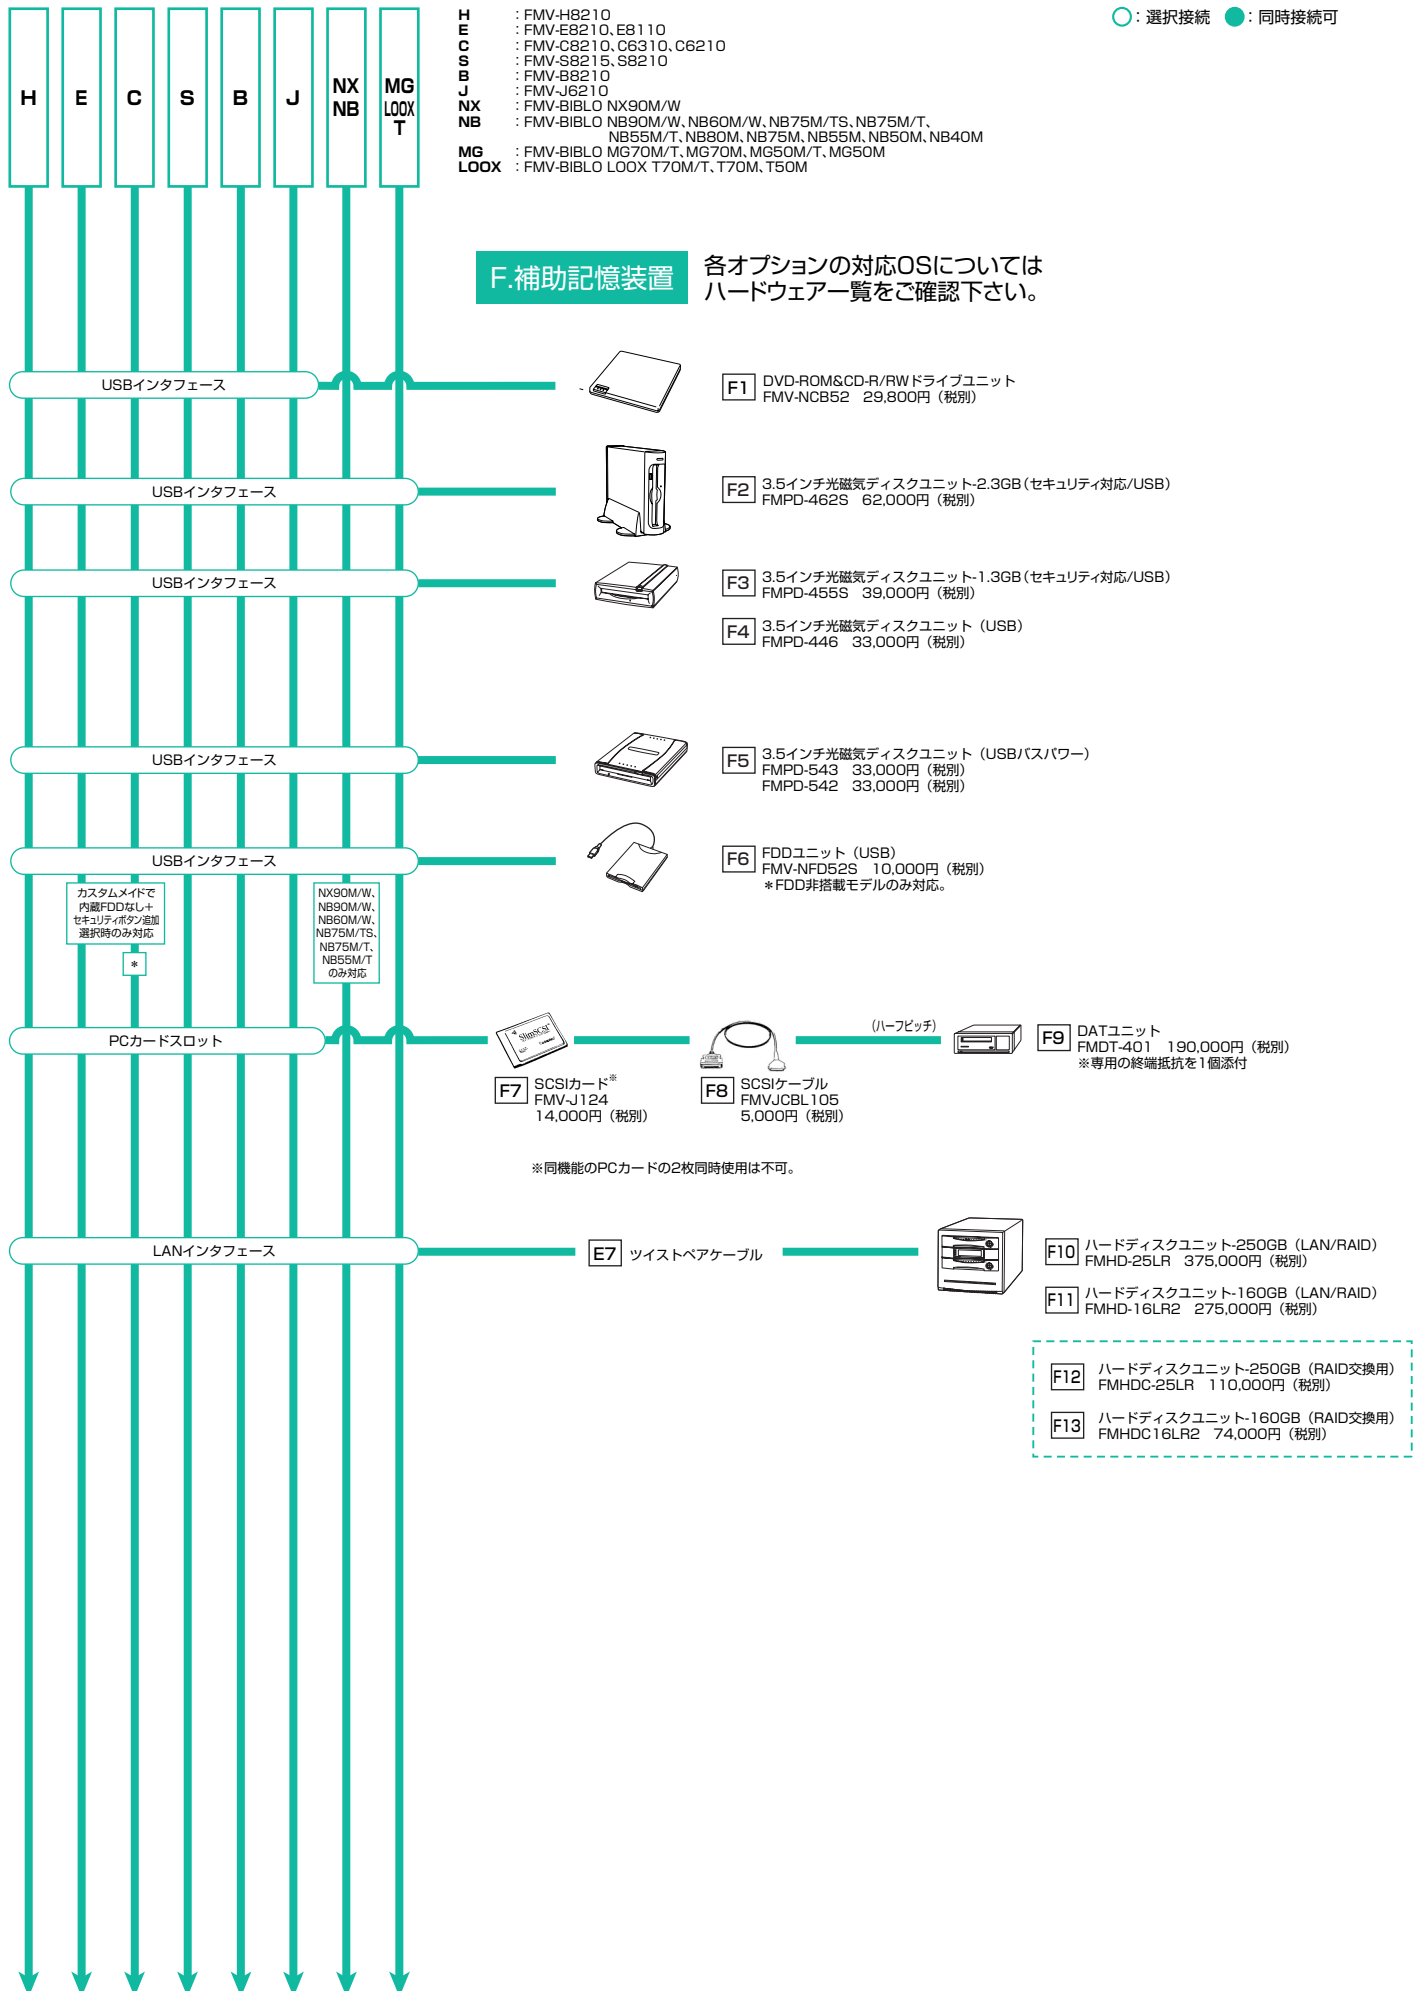 H
E
C
S
B
J
NX
NB
MG
LOOX
T
H : FMV-H8210
E : FMV-E8210、E8110
C : FMV-C8210、C6310、C6210
S : FMV-S8215、S8210
B : FMV-B8210
J : FMV-J6210
NX : FMV-BIBLO NX90M/W
NB : FMV-BIBLO NB90M/W、NB60M/W、NB75M/TS、NB75M/T、
NB55M/T、NB80M、NB75M、NB55M、NB50M、NB40M
MG : FMV-BIBLO MG70M/T、MG70M、MG50M/T、MG50M
LOOX : FMV-BIBLO LOOX T70M/T、T70M、T50M
○：選択接続 ●：同時接続可
F.補助記憶装置
各オプションの対応OSについては
ハードウェア一覧をご確認下さい。
USBインタフェース
F1 DVD-ROM&CD-R/RWドライブユニット
FMV-NCB52 29,800円（税別）
USBインタフェース
F2 3.5インチ光磁気ディスクユニット-2.3GB（セキュリティ対応/USB）
FMPD-462S 62,000円（税別）
USBインタフェース
F3 3.5インチ光磁気ディスクユニット-1.3GB（セキュリティ対応/USB）
FMPD-455S 39,000円（税別）
F4 3.5インチ光磁気ディスクユニット（USB）
FMPD-446 33,000円（税別）
USBインタフェース
F5 3.5インチ光磁気ディスクユニット（USBバスパワー）
FMPD-543 33,000円（税別）
FMPD-542 33,000円（税別）
USBインタフェース
F6 FDDユニット（USB）
FMV-NFD52S 10,000円（税別）
＊FDD非搭載モデルのみ対応。
カスタムメイドで
内蔵FDDなし＋
セキュリティボタン追加
選択時のみ対応
＊
NX90M/W、
NB90M/W、
NB60M/W、
NB75M/TS、
NB75M/T、
NB55M/T
のみ対応
PCカードスロット
SlimSCSI
（ハーフピッチ）
F7 SCSIカード※
FMV-J124
14,000円（税別）
F8 SCSIケーブル
FMVJCBL105
5,000円（税別）
F9 DATユニット
FMDT-401 190,000円（税別）
※専用の終端抵抗を1個添付
※同機能のPCカードの2枚同時使用は不可。
LANインタフェース
E7 ツイストペアケーブル
F10 ハードディスクユニット-250GB（LAN/RAID）
FMHD-25LR 375,000円（税別）
F11 ハードディスクユニット-160GB（LAN/RAID）
FMHD-16LR2 275,000円（税別）
F12 ハードディスクユニット-250GB（RAID交換用）
FMHDC-25LR 110,000円（税別）
F13 ハードディスクユニット-160GB（RAID交換用）
FMHDC16LR2 74,000円（税別）